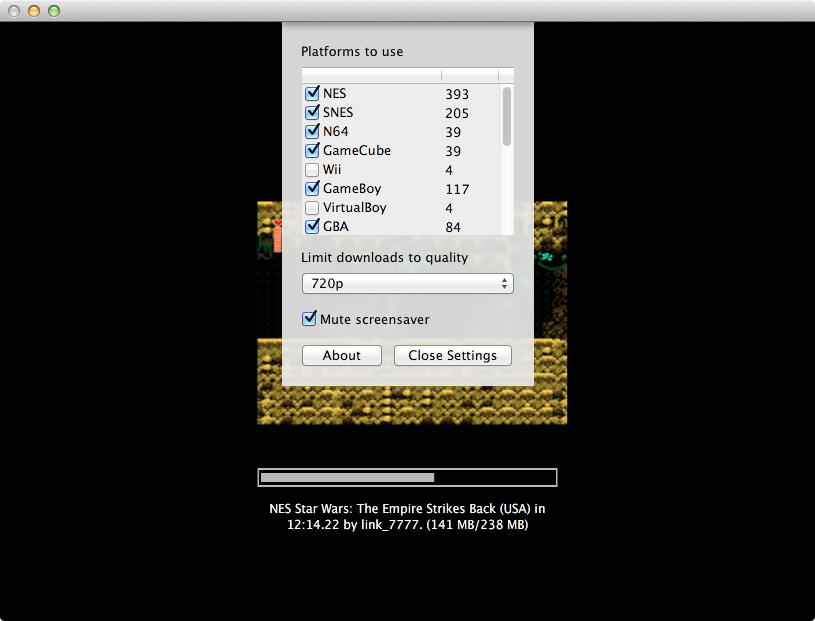 Platforms to use
NES 393
SNES 205
N64 39
GameCube 39
Wii 4
GameBoy 117
VirtualBoy 4
GBA 84
Limit downloads to quality
720p
Mute screensaver
About Close Settings
NES Star Wars: The Empire Strikes Back (USA) in
12:14.22 by link_7777. (141 MB/238 MB)